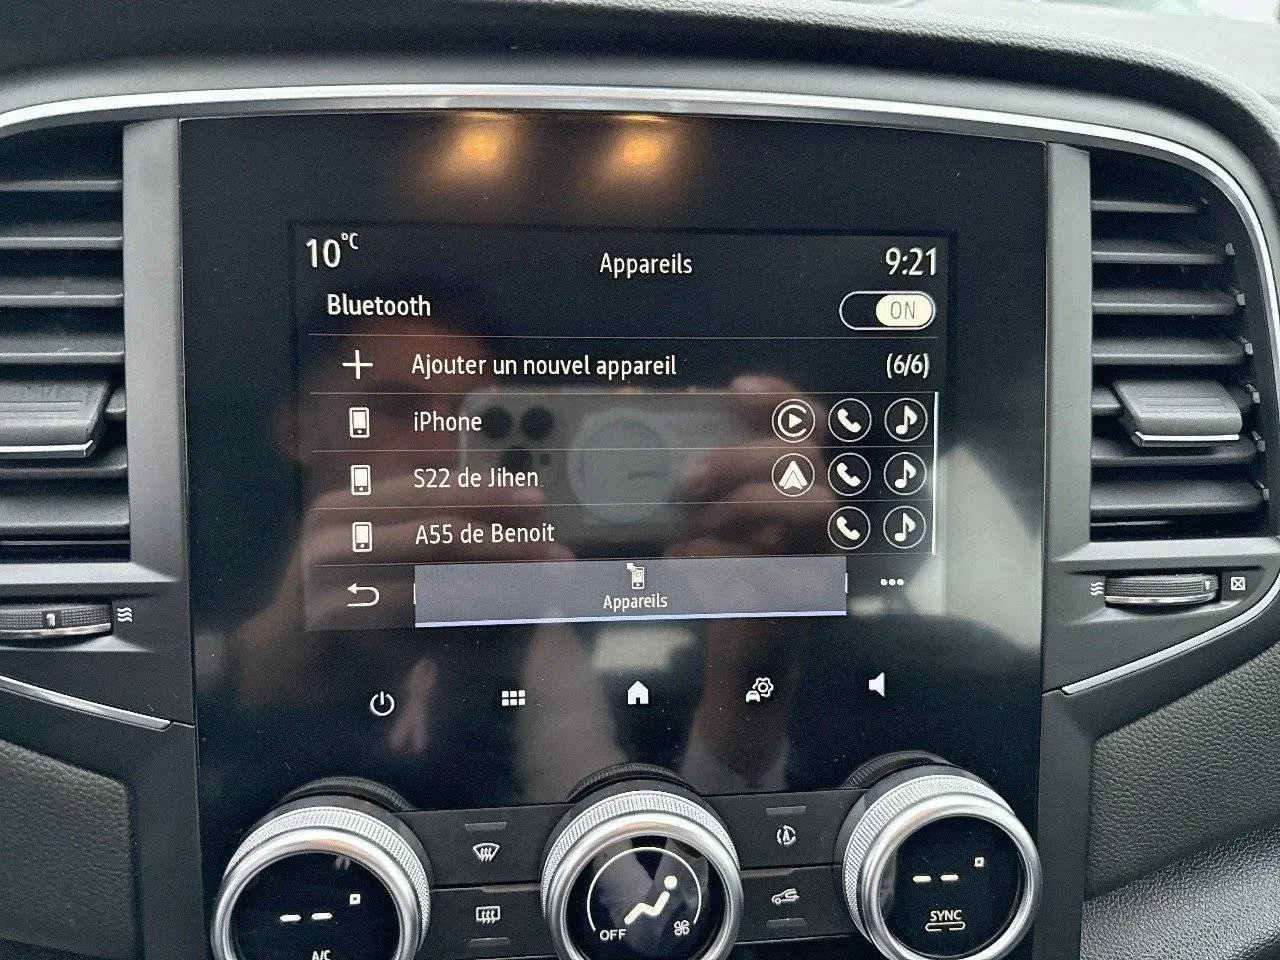 10°C Appareils 9:21
Bluetooth ON
Ajouter un nouvel appareil (6/6)
iPhone
S22 de Jihen
A55 de Benoit
Appareils
A/C
OFF
SYNC